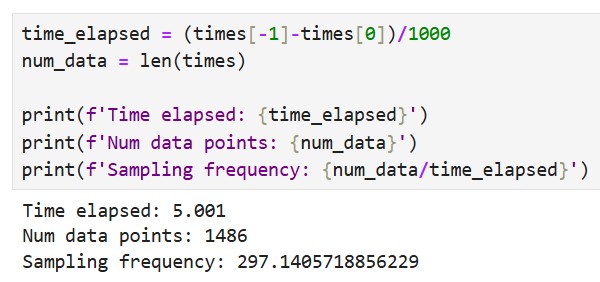 time_elapsed = (times[-1]-times[0])/1000
num_data = len(times)
print(f'Time elapsed: {time_elapsed}')
print(f'Num data points: {num_data}')
print(f'Sampling frequency: {num_data/time_elapsed}')
Time elapsed: 5.001
Num data points: 1486
Sampling frequency: 297.1405718856229